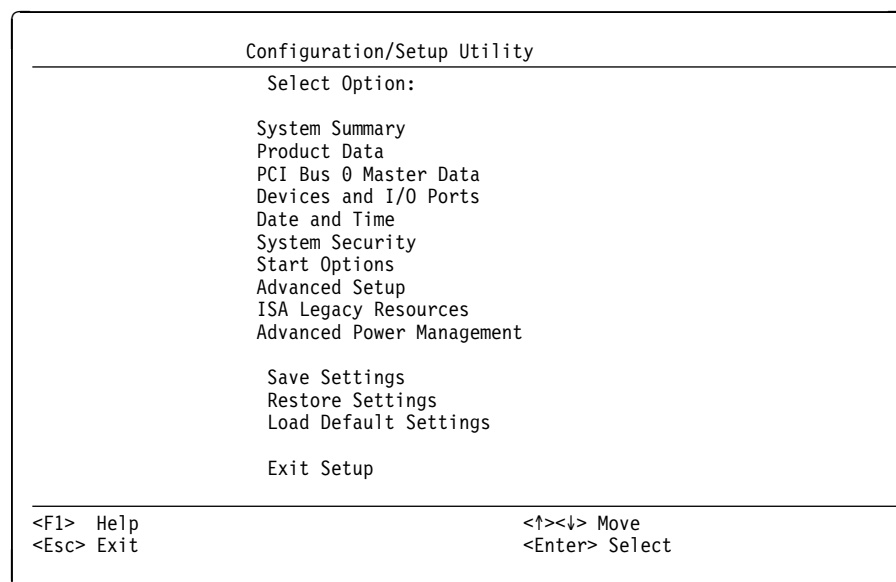 Configuration/Setup Utility
Select Option:
System Summary
Product Data
PCI Bus 0 Master Data
Devices and I/O Ports
Date and Time
System Security
Start Options
Advanced Setup
ISA Legacy Resources
Advanced Power Management
Save Settings
Restore Settings
Load Default Settings
Exit Setup
<F1> Help <↑><↓> Move
<Esc> Exit <Enter> Select